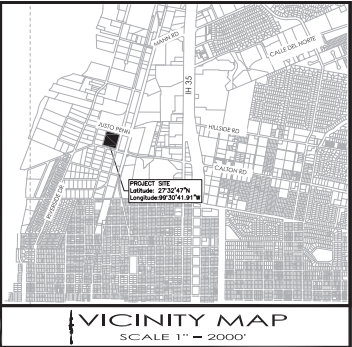 MANN RD
CALLE DEL NORTE
IH 35
JUSTO PENN
HILLSIDE RD
CALTON RD
PROJECT SITE
Latitude: 27°32'47"N
Longitude:99°30'41.91"W
RIVERSIDE DR
VICINITY MAP
SCALE 1" - 2000'